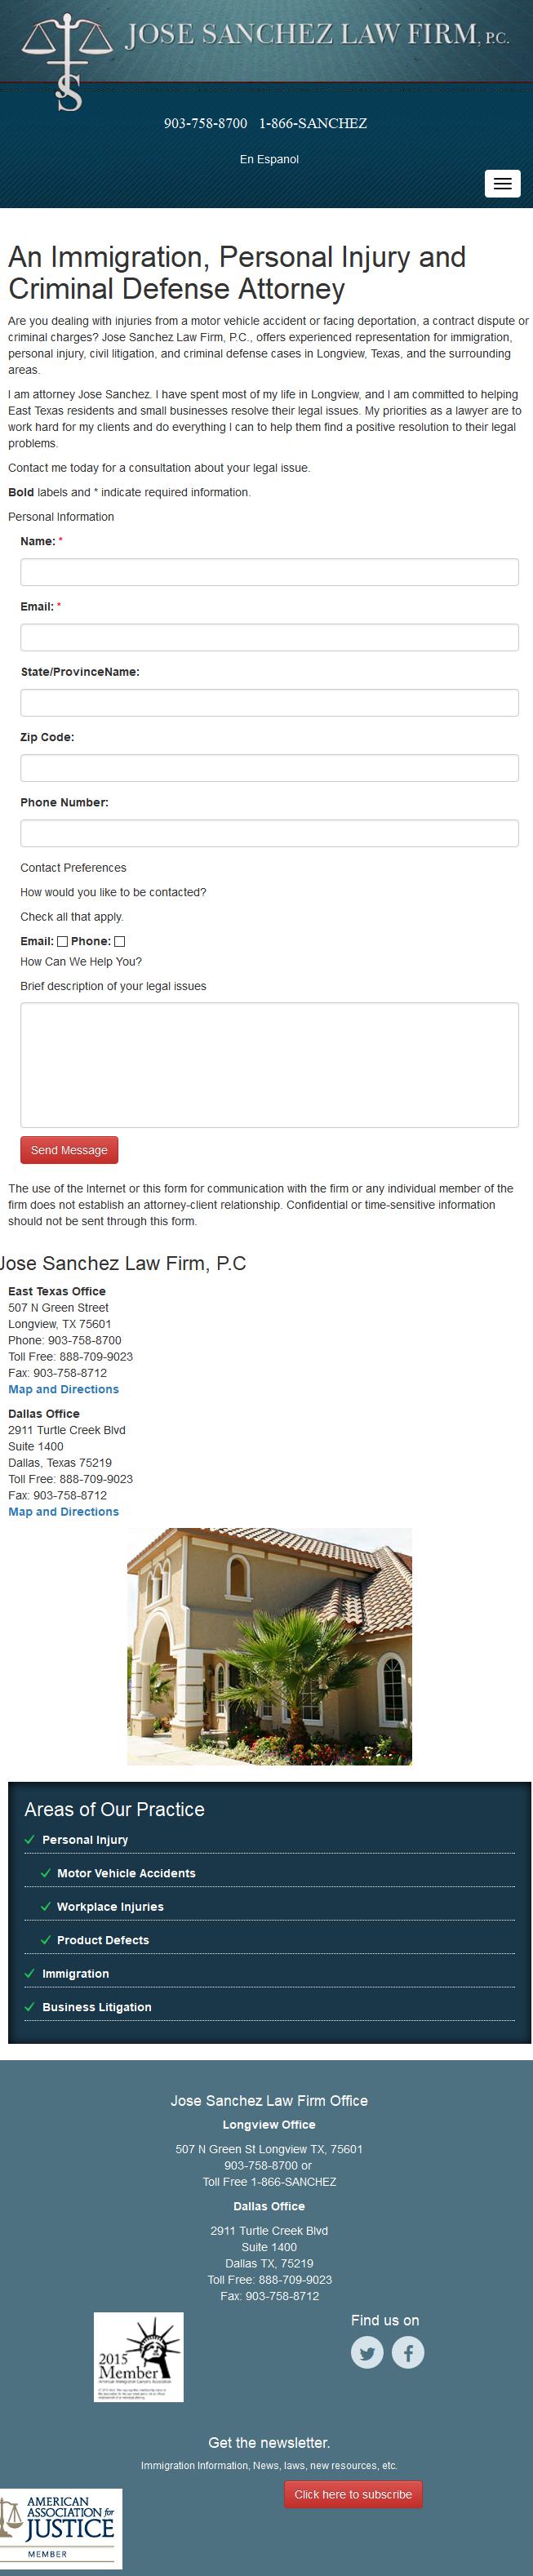 JOSE SANCHEZ LAW FIRM, P.C.
JS
903-758-8700 1-866-SANCHEZ
En Espanol
An Immigration, Personal Injury and
Criminal Defense Attorney
Are you dealing with injuries from a motor vehicle accident or facing deportation, a contract dispute or
criminal charges? Jose Sanchez Law Firm, P.C., offers experienced representation for immigration,
personal injury, civil litigation, and criminal defense cases in Longview, Texas, and the surrounding
areas.
I am attorney Jose Sanchez. I have spent most of my life in Longview, and I am committed to helping
East Texas residents and small businesses resolve their legal issues. My priorities as a lawyer are to
work hard for my clients and do everything I can to help them find a positive resolution to their legal
problems.
Contact me today for a consultation about your legal issue.
Bold labels and * indicate required information.
Personal Information
Name: *
Email: *
State/ProvinceName:
Zip Code:
Phone Number:
Contact Preferences
How would you like to be contacted?
Check all that apply.
Email: Phone:
How Can We Help You?
Brief description of your legal issues
Send Message
The use of the Internet or this form for communication with the firm or any individual member of the
firm does not establish an attorney-client relationship. Confidential or time-sensitive information
should not be sent through this form.
Jose Sanchez Law Firm, P.C
East Texas Office
507 N Green Street
Longview, TX 75601
Phone: 903-758-8700
Toll Free: 888-709-9023
Fax: 903-758-8712
Map and Directions
Dallas Office
2911 Turtle Creek Blvd
Suite 1400
Dallas, Texas 75219
Toll Free: 888-709-9023
Fax: 903-758-8712
Map and Directions
Areas of Our Practice
Personal Injury
Motor Vehicle Accidents
Workplace Injuries
Product Defects
Immigration
Business Litigation
Jose Sanchez Law Firm Office
Longview Office
507 N Green St Longview TX, 75601
903-758-8700 or
Toll Free 1-866-SANCHEZ
Dallas Office
2911 Turtle Creek Blvd
Suite 1400
Dallas TX, 75219
Toll Free: 888-709-9023
Fax: 903-758-8712
2015
Member
American Immigration Lawyers Association
Find us on
Get the newsletter.
Immigration Information, News, laws, new resources, etc.
Click here to subscribe
AMERICAN
ASSOCIATION for
JUSTICE
MEMBER